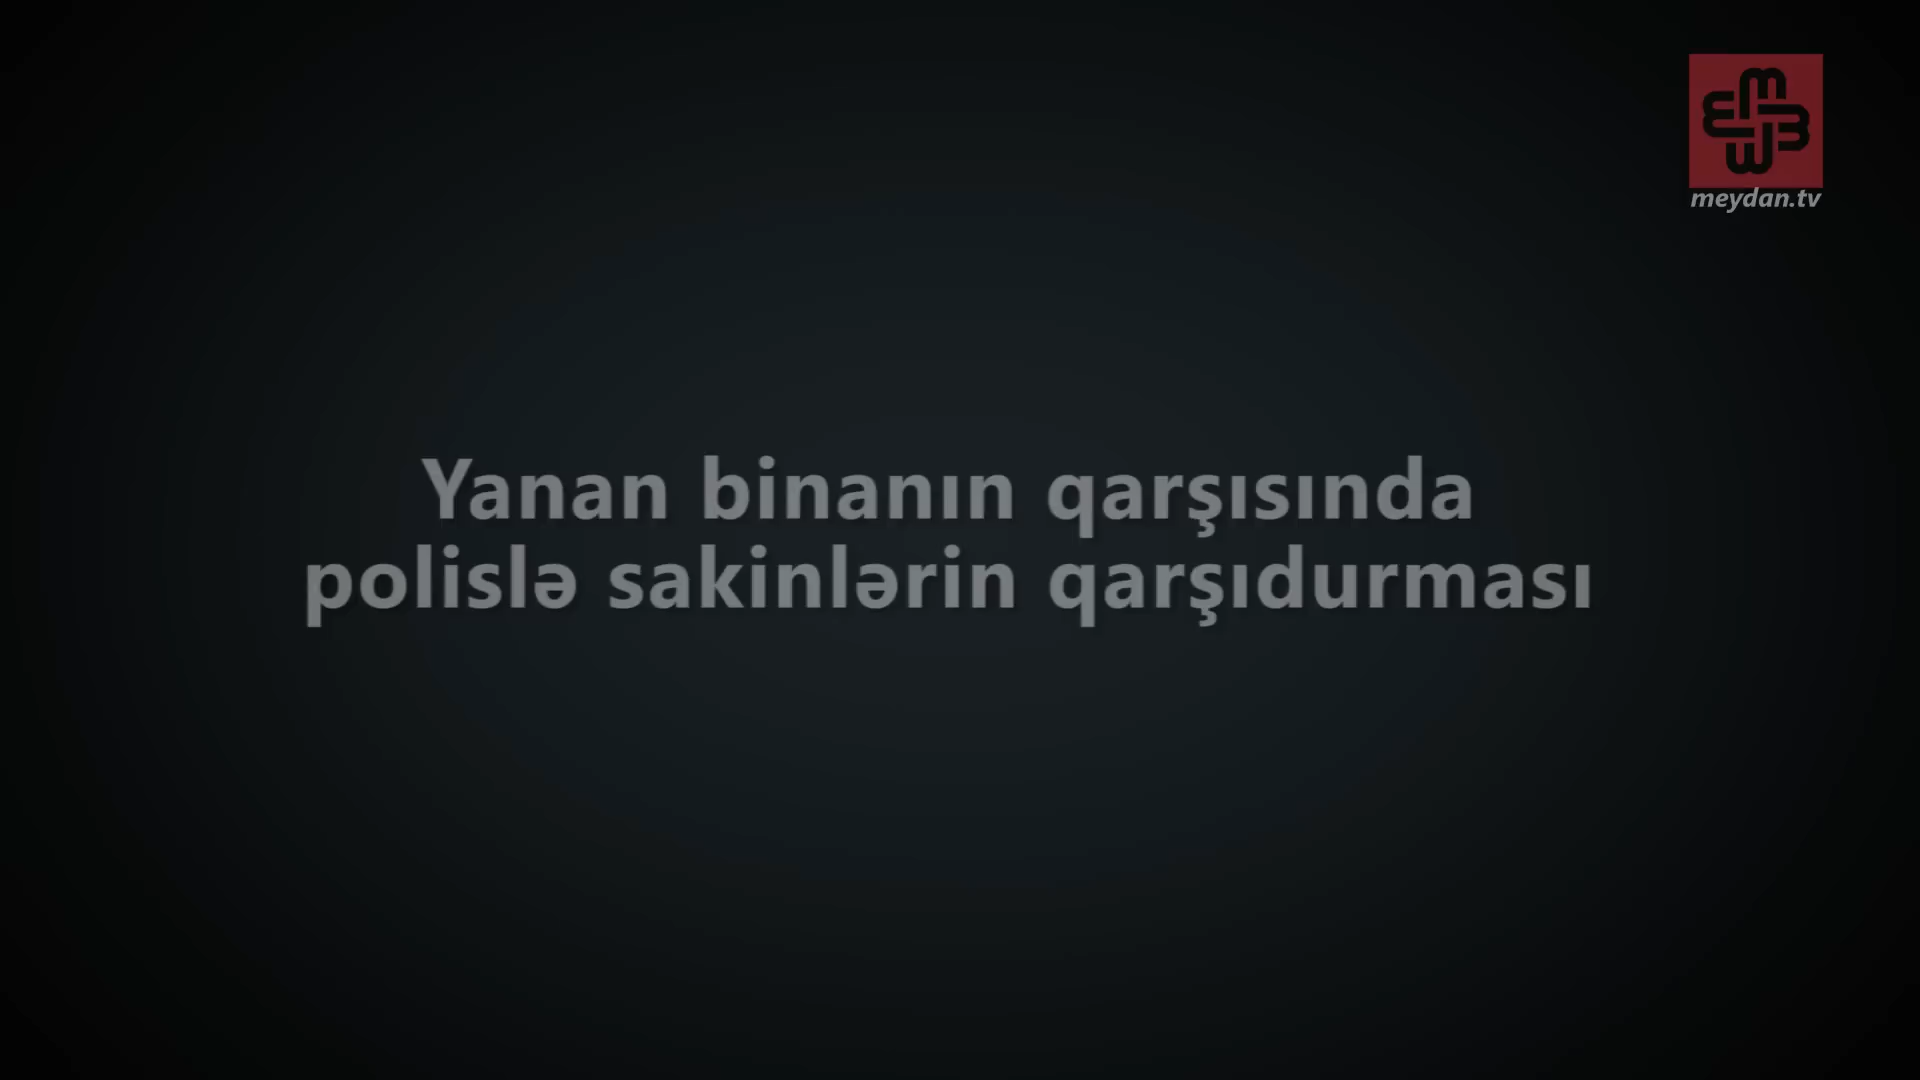 meydan.tv
Yanan binanın qarşısında
polislə sakinlərin qarşıdurması